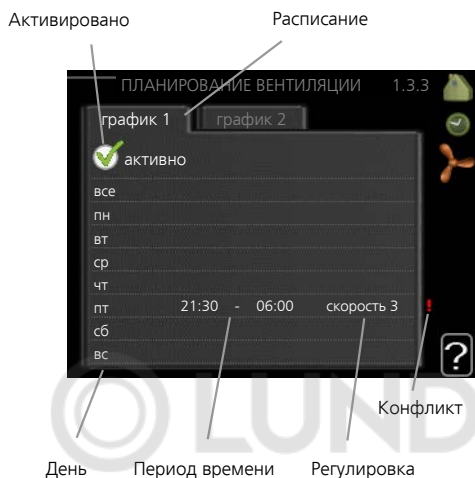 Активировано Расписание
ПЛАНИРОВАНИЕ ВЕНТИЛЯЦИИ 1.3.3
график 1 график 2
активно
все
пн
вт
ср
чт
пт 21:30 - 06:00 скорость 3 !
сб
вс
?
LUND
Конфликт
День Период времени Регулировка